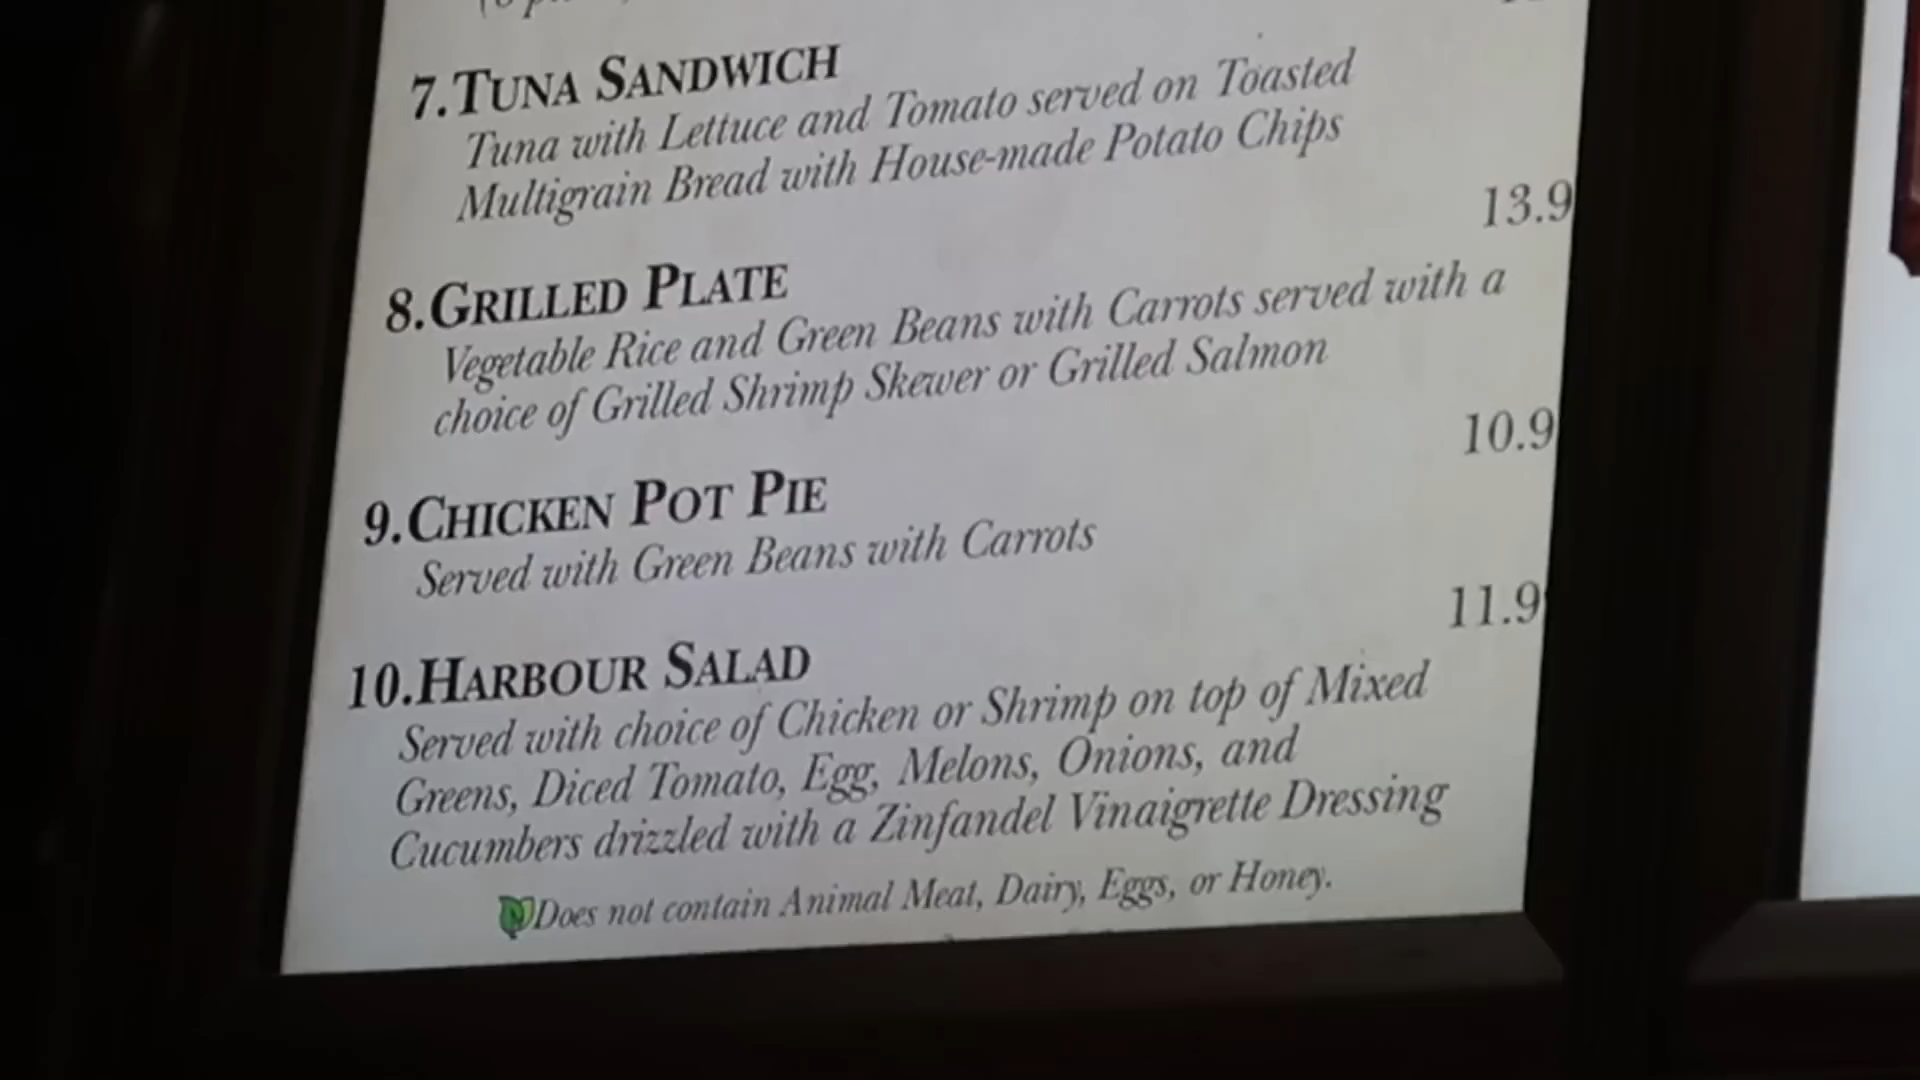 7. TUNA SANDWICH
Tuna with Lettuce and Tomato served on Toasted
Multigrain Bread with House-made Potato Chips
13.9
8. GRILLED PLATE
Vegetable Rice and Green Beans with Carrots served with a
choice of Grilled Shrimp Skewer or Grilled Salmon
10.9
9. CHICKEN POT PIE
Served with Green Beans with Carrots
11.9
10. HARBOUR SALAD
Served with choice of Chicken or Shrimp on top of Mixed
Greens, Diced Tomato, Egg, Melons, Onions, and
Cucumbers drizzled with a Zinfandel Vinaigrette Dressing
Does not contain Animal Meat, Dairy, Eggs, or Honey.